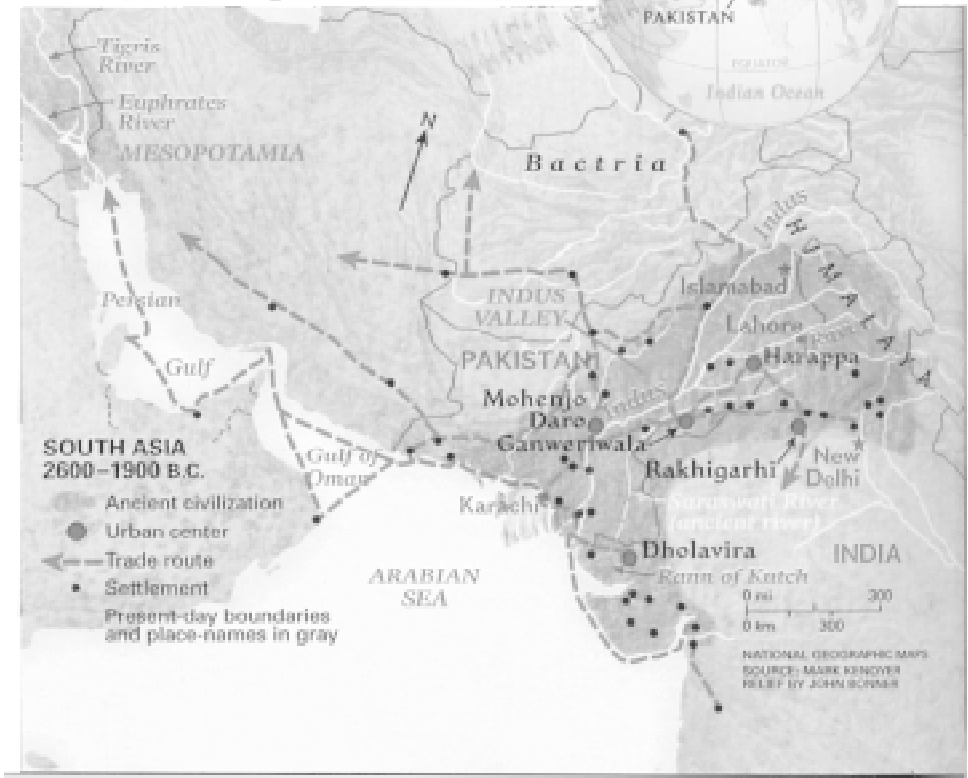 PAKISTAN
EQUATOR
Indian Ocean
Tigris
River
Euphrates
River
MESOPOTAMIA
N
Bactria
Indus
HIMALAYA
Persian
Gulf
INDUS
VALLEY
Islamabad
Lahore
Ravi
PAKISTAN
Harappa
Mohenjo
Daro
Indus
Ganweriwala
Rakhigarhi
New
Delhi
Gulf of
Oman
Karachi
Saraswati River
(ancient river)
Dholavira
INDIA
Rann of Kutch
ARABIAN
SEA
SOUTH ASIA
2600–1900 B.C.
Ancient civilization
Urban center
Trade route
Settlement
Present-day boundaries
and place-names in gray
0 mi 300
0 km 300
NATIONAL GEOGRAPHIC MAPS
SOURCE: MARK KENOYER
RELIEF BY JOHN BONNER